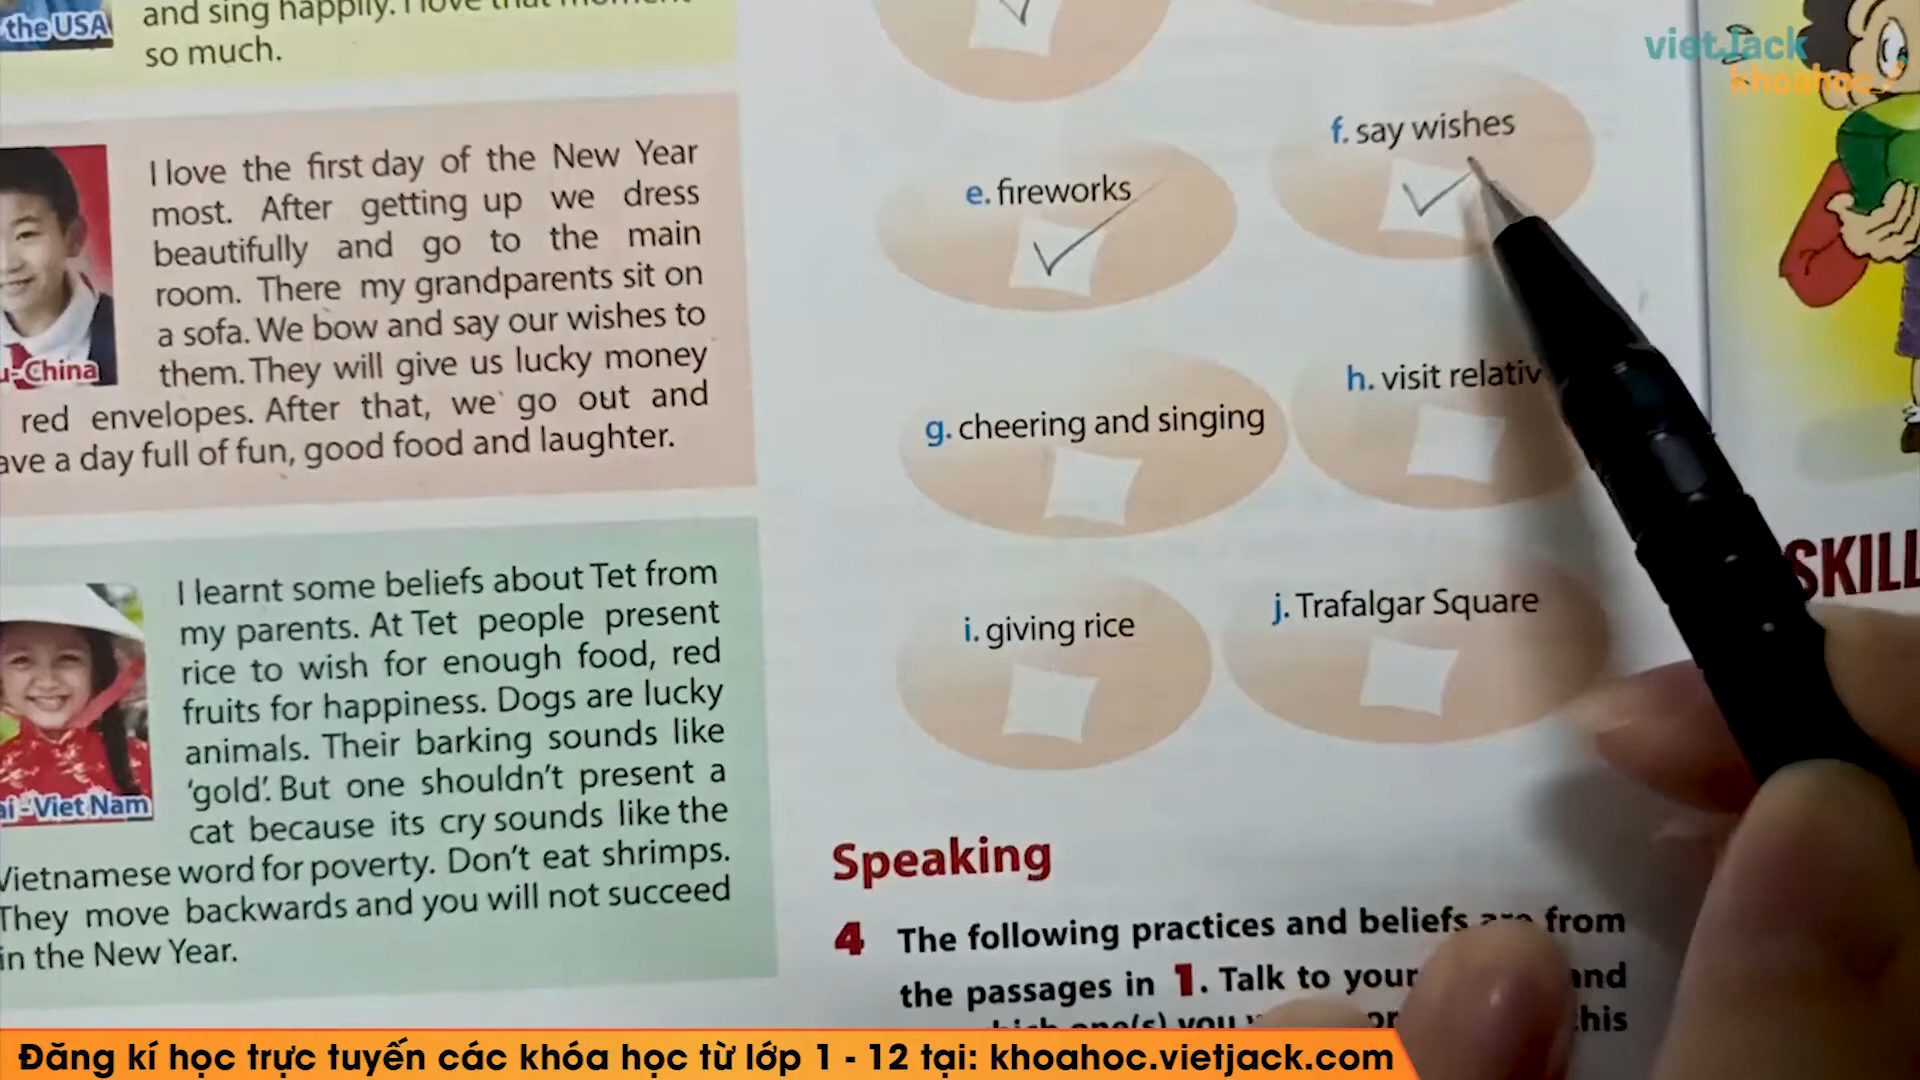 the USA
and sing happily. I love that moment
so much.
I love the first day of the New Year
most. After getting up we dress
beautifully and go to the main
room. There my grandparents sit on
a sofa. We bow and say our wishes to
them. They will give us lucky money
red envelopes. After that, we go out and
ave a day full of fun, good food and laughter.
u-China
I learnt some beliefs about Tet from
my parents. At Tet people present
rice to wish for enough food, red
fruits for happiness. Dogs are lucky
animals. Their barking sounds like
'gold'. But one shouldn't present a
cat because its cry sounds like the
Vietnamese word for poverty. Don't eat shrimps.
They move backwards and you will not succeed
in the New Year.
ai - Viet Nam
e. fireworks
f. say wishes
g. cheering and singing
h. visit relativ
i. giving rice
j. Trafalgar Square
Speaking
4 The following practices and beliefs are from
the passages in 1. Talk to your and
which one(s) you this
SKILL
vietJack
khoahoc
Đăng kí học trực tuyến các khóa học từ lớp 1 - 12 tại: khoahoc.vietjack.com